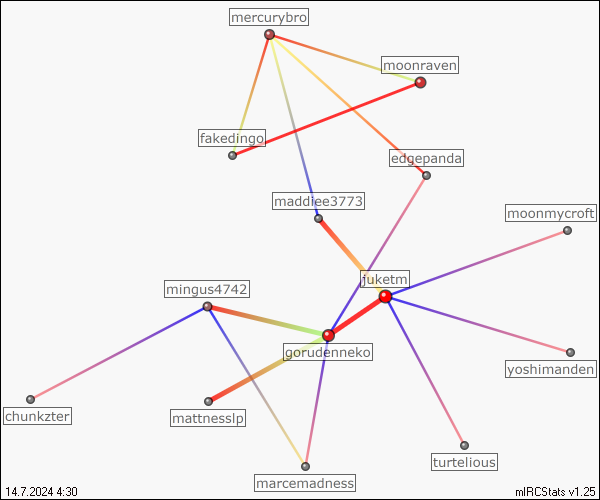 mercurybro
moonraven
fakedingo
edgepanda
maddiee3773
moonmycroft
juketm
mingus4742
gorudenneko
yoshimanden
chunkzter
mattnesslp
turtelious
marcemadness
14.7.2024 4:30
mIRCStats v1.25